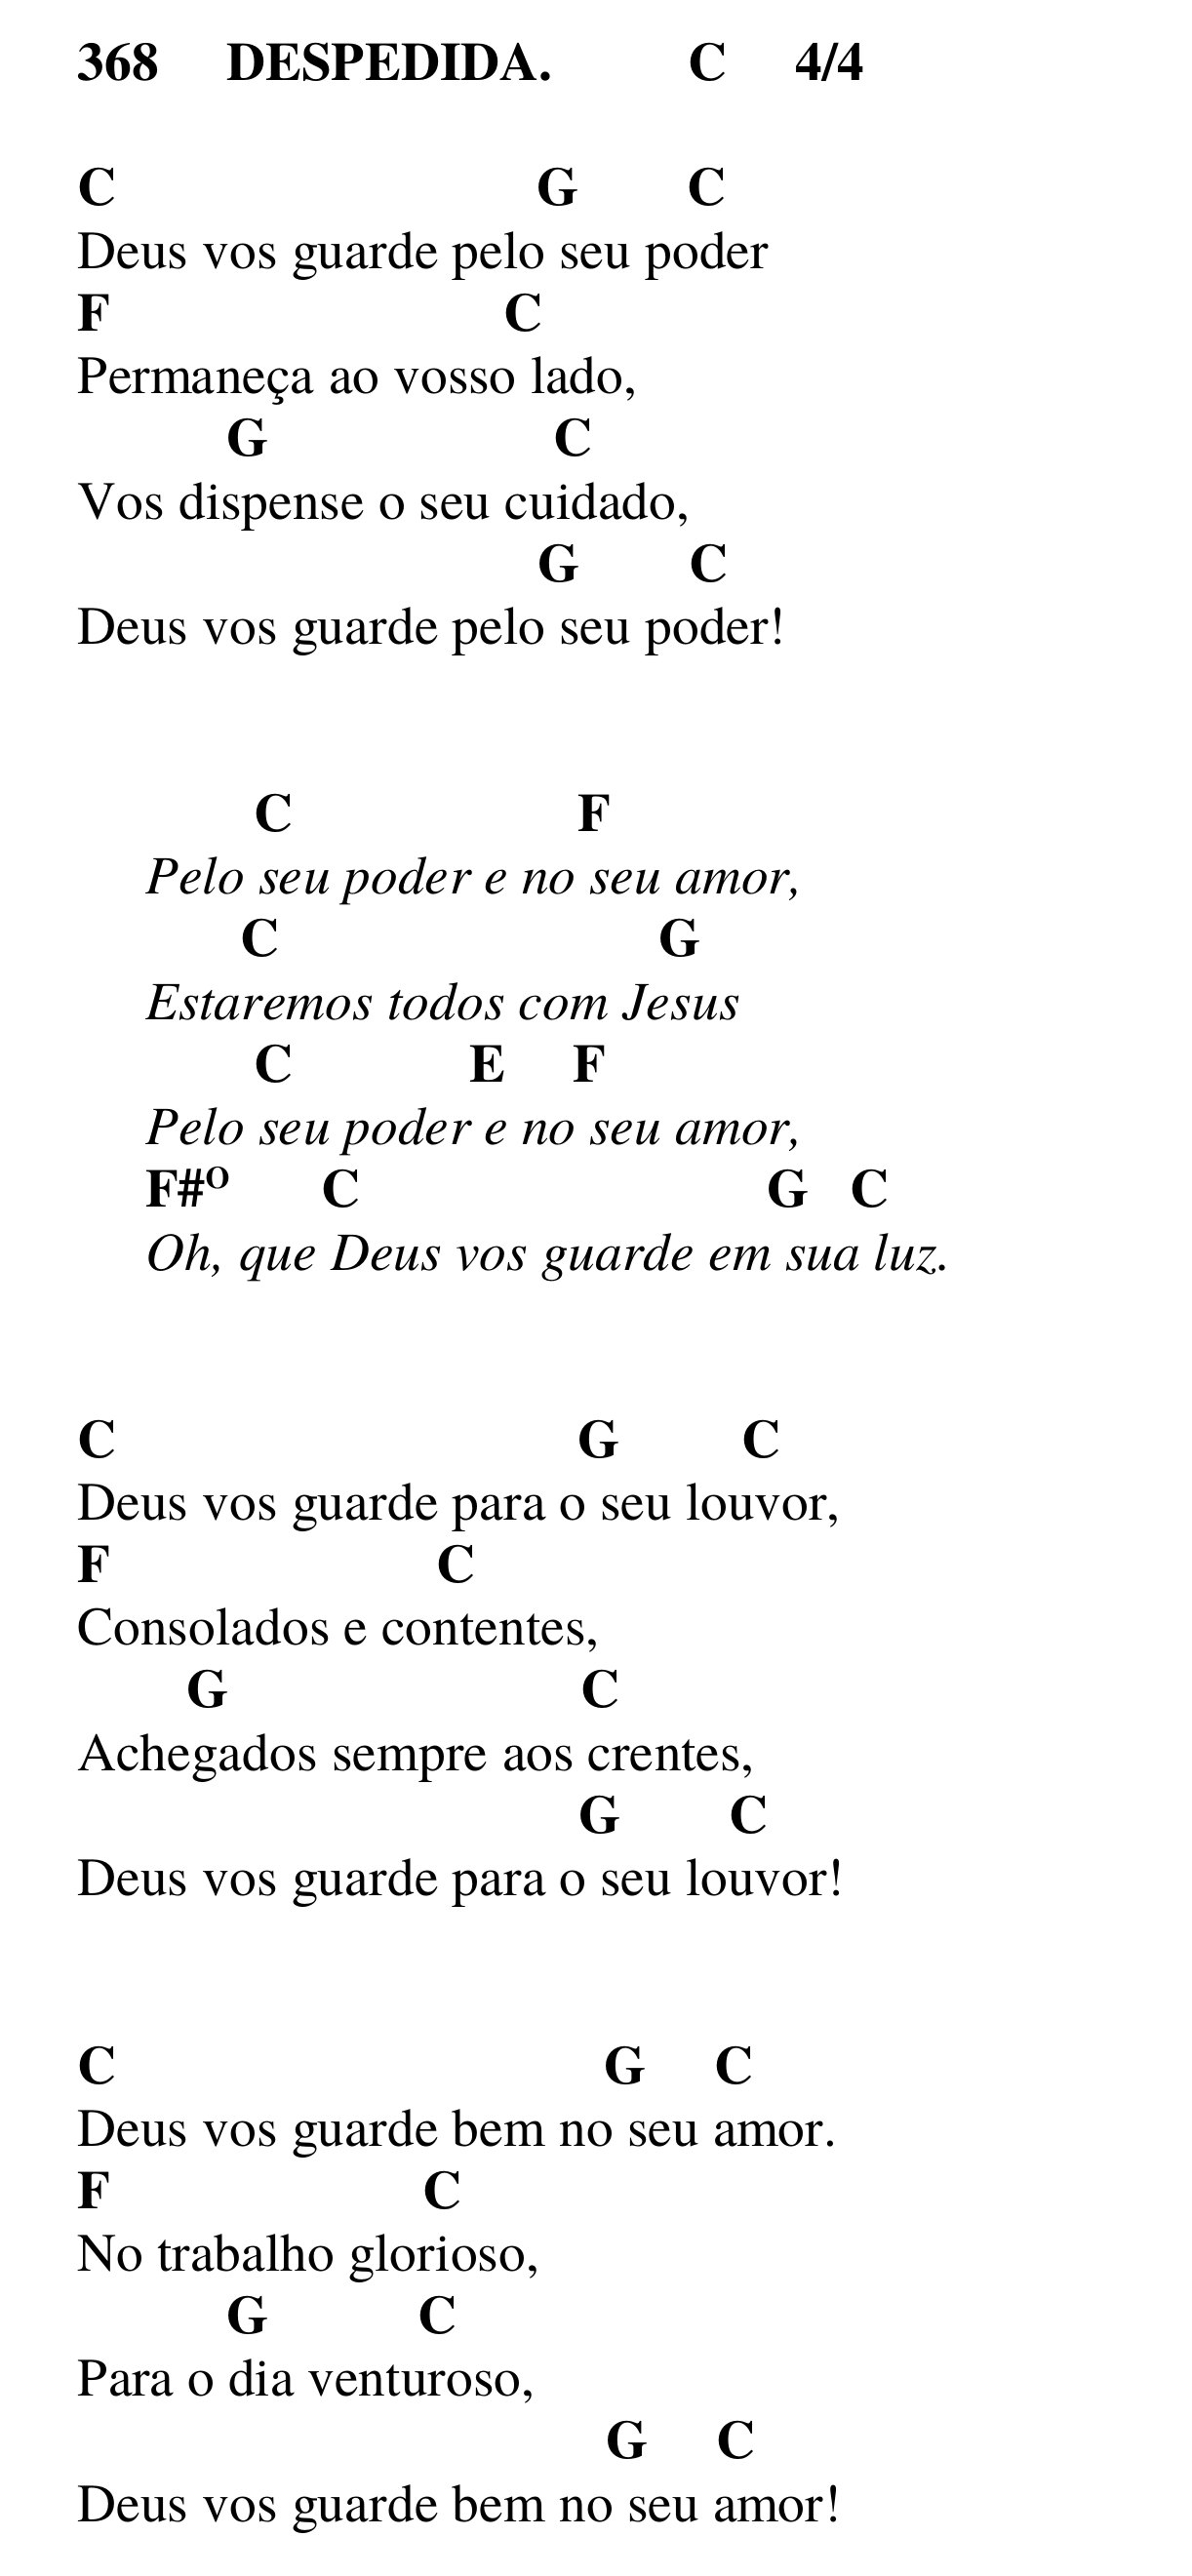 368 DESPEDIDA. C 4/4
C G C
Deus vos guarde pelo seu poder
F C
Permaneça ao vosso lado,
G C
Vos dispense o seu cuidado,
G C
Deus vos guarde pelo seu poder!
C F
Pelo seu poder e no seu amor,
C G
Estaremos todos com Jesus
C E F
Pelo seu poder e no seu amor,
F#º C G C
Oh, que Deus vos guarde em sua luz.
C G C
Deus vos guarde para o seu louvor,
F C
Consolados e contentes,
G C
Achegados sempre aos crentes,
G C
Deus vos guarde para o seu louvor!
C G C
Deus vos guarde bem no seu amor.
F C
No trabalho glorioso,
G C
Para o dia venturoso,
G C
Deus vos guarde bem no seu amor!